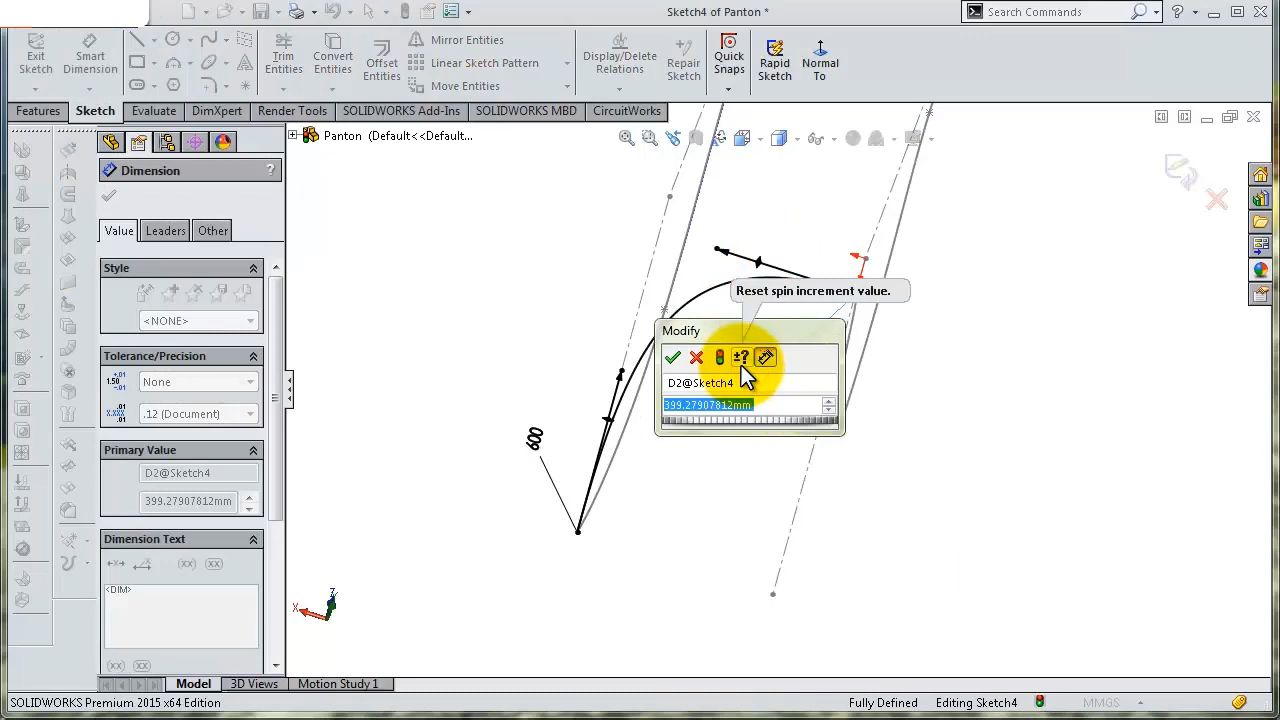 Sketch4 of Panton *
Search Commands
Exit Sketch
Smart Dimension
Trim Entities
Convert Entities
Offset Entities
Mirror Entities
Linear Sketch Pattern
Move Entities
Display/Delete Relations
Repair Sketch
Quick Snaps
Rapid Sketch
Normal To
Features
Sketch
Evaluate
DimXpert
Render Tools
SOLIDWORKS Add-Ins
SOLIDWORKS MBD
CircuitWorks
Panton (Default<<Default...
Dimension
?
Value
Leaders
Other
Style
<NONE>
Tolerance/Precision
None
.12 (Document)
Primary Value
D2@Sketch4
399.27907812mm
Dimension Text
<DIM>
600
Reset spin increment value.
Modify
±?
D2@Sketch4
399.27907812mm
X
Z
Model
3D Views
Motion Study 1
SOLIDWORKS Premium 2015 x64 Edition
Fully Defined
Editing Sketch4
MMGS